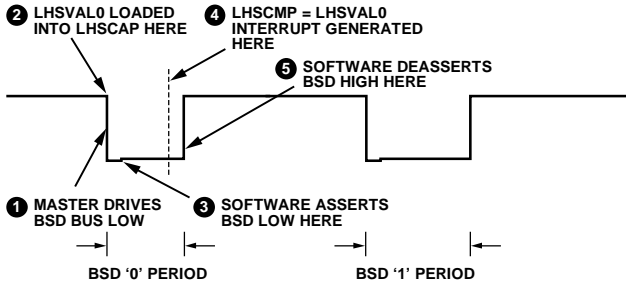 2 LHSVAL0 LOADED
INTO LHSCAP HERE
4 LHSCMP = LHSVAL0
INTERRUPT GENERATED
HERE
5 SOFTWARE DEASSERTS
BSD HIGH HERE
1 MASTER DRIVES
BSD BUS LOW
3 SOFTWARE ASSERTS
BSD LOW HERE
BSD ‘0’ PERIOD
BSD ‘1’ PERIOD